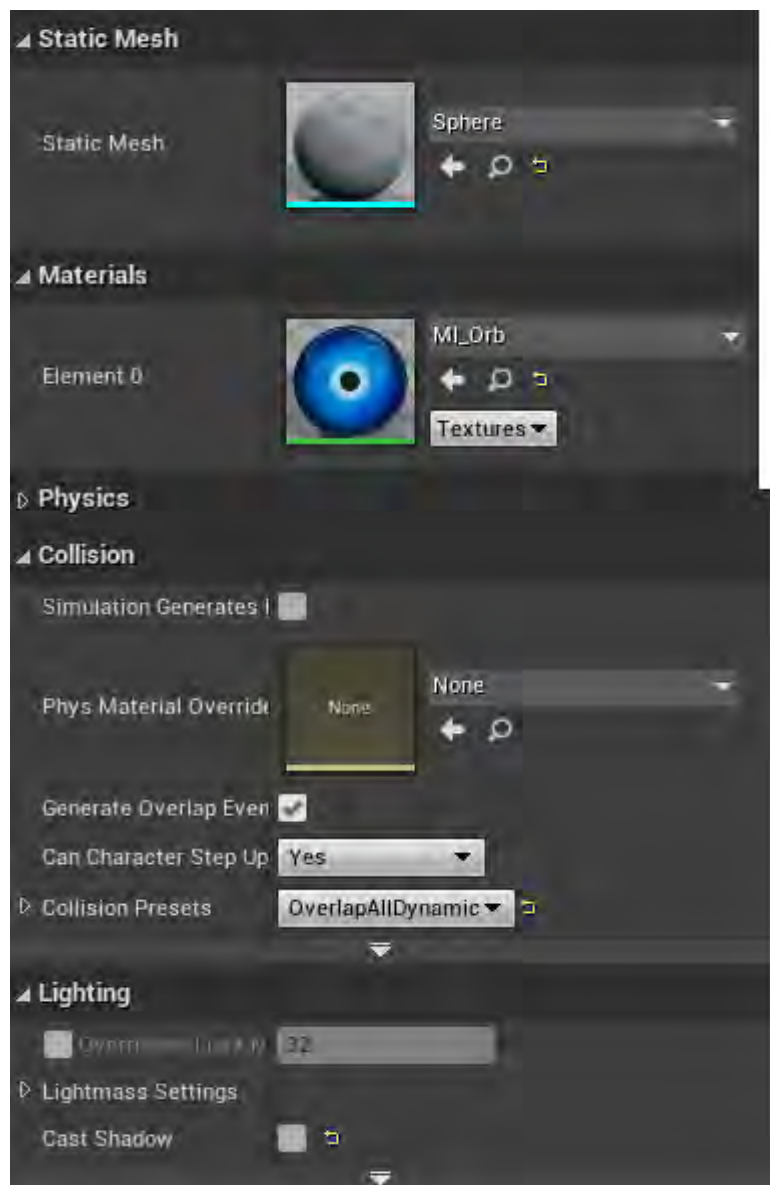 Static Mesh
Static Mesh
Sphere
Materials
Element 0
MI_Orb
Textures
Physics
Collision
Simulation Generates
Phys Material Override
None
None
Generate Overlap Even
Can Character Step Up
Yes
Collision Presets
OverlapAllDynamic
Lighting
32
Lightmass Settings
Cast Shadow